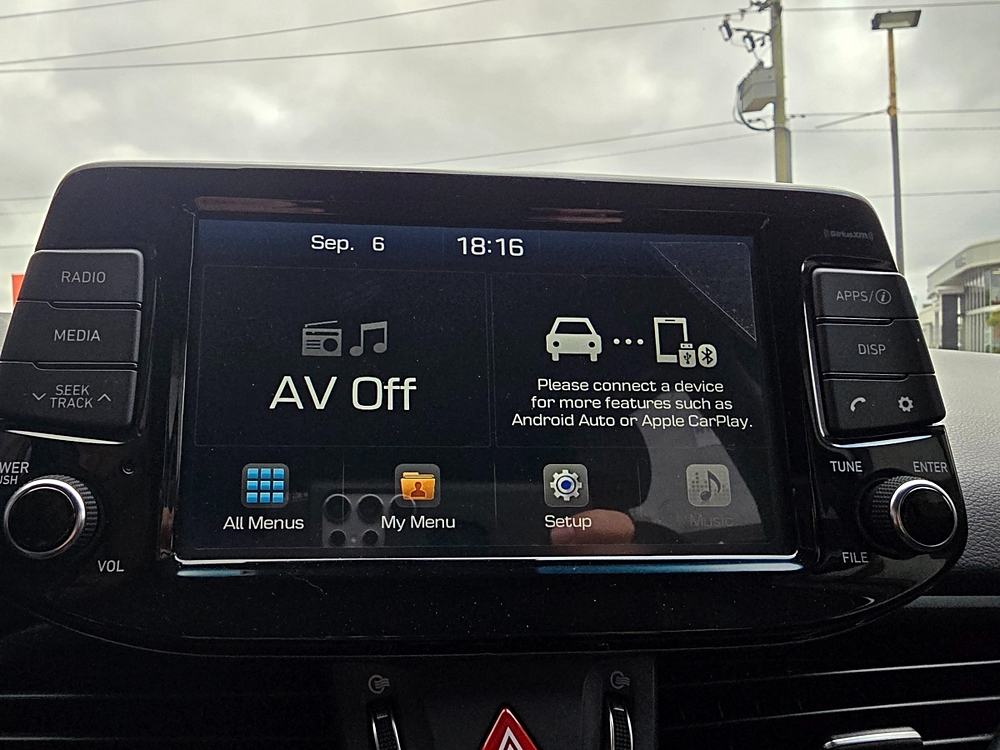 Sep. 6 18:16
SiriusXM
RADIO
MEDIA
SEEK
TRACK
APPS/i
DISP
AV Off
Please connect a device
for more features such as
Android Auto or Apple CarPlay.
All Menus
My Menu
Setup
Music
TUNE
ENTER
FILE
VOL